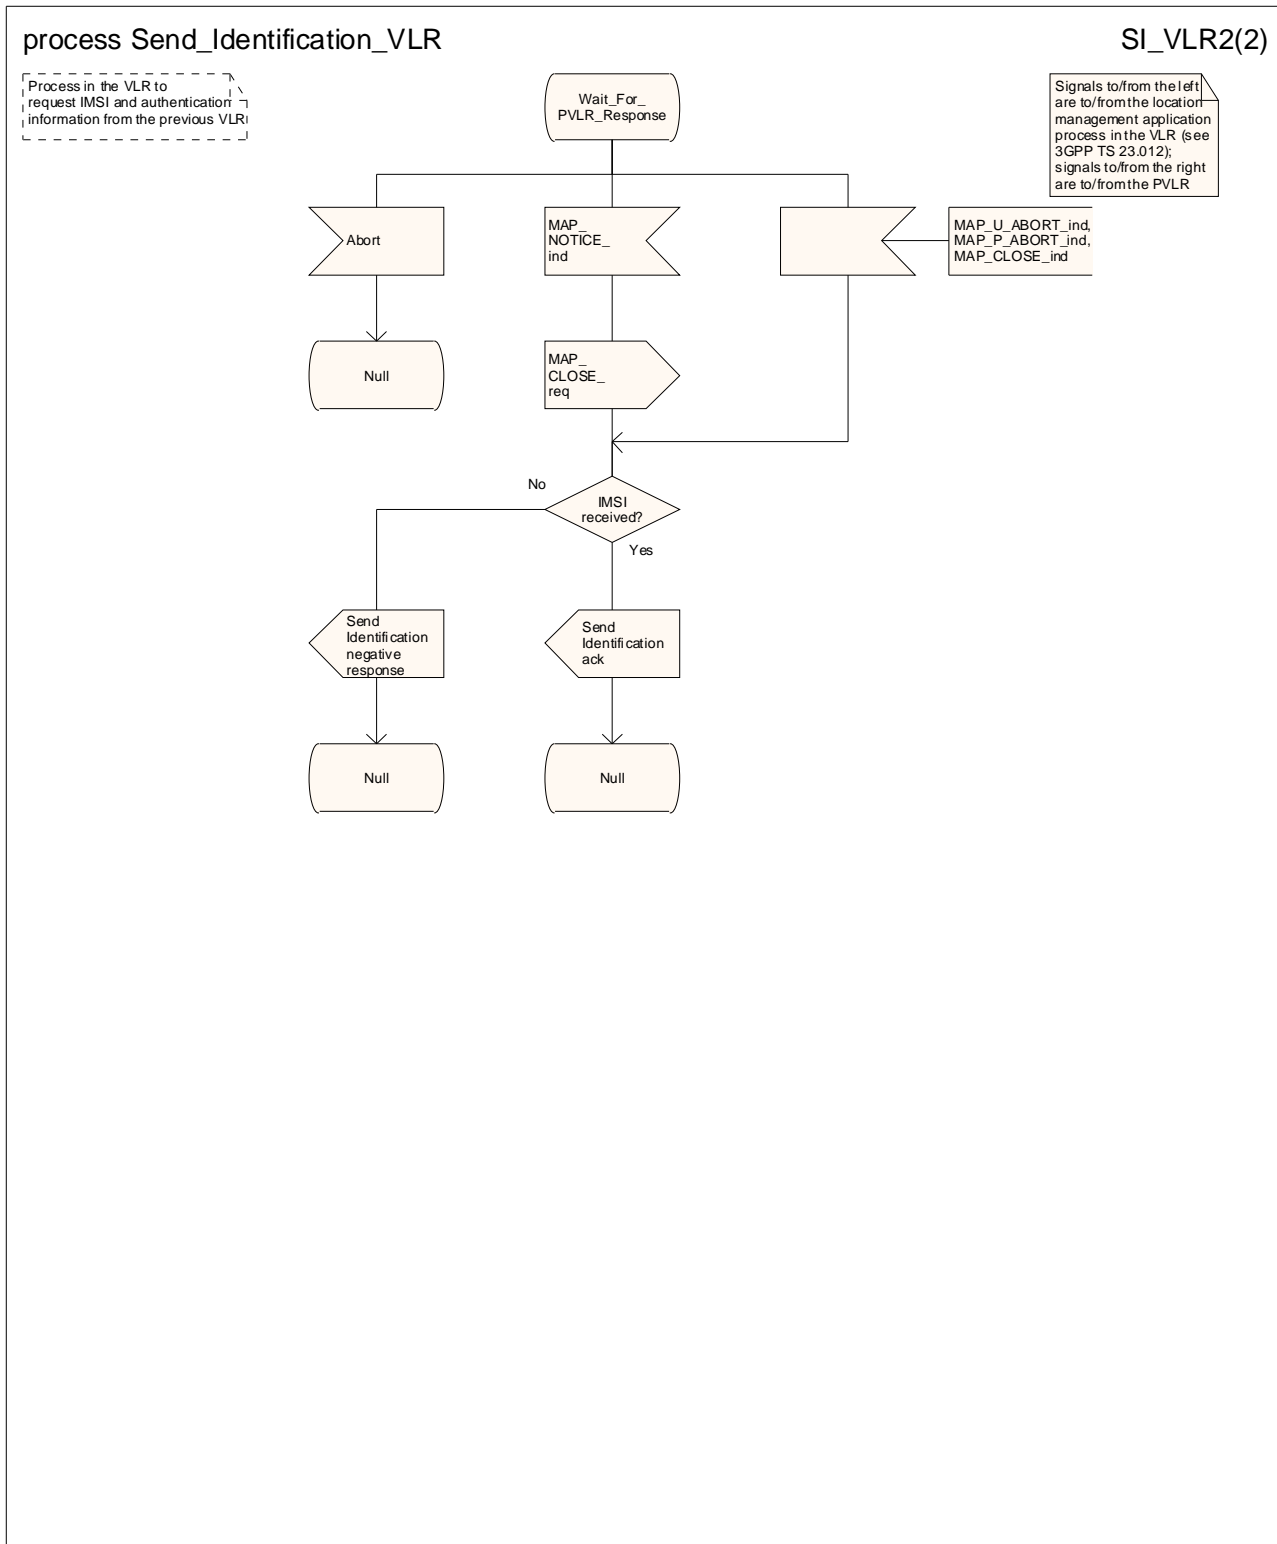 process Send_Identification_VLR
SI_VLR2(2)
Process in the VLR to
request IMSI and authentication
information from the previous VLR
Wait_For_
PVLR_Response
Signals to/from the left
are to/from the location
management application
process in the VLR (see
3GPP TS 23.012);
signals to/from the right
are to/from the PVLR
Abort
MAP_
NOTICE_
ind
MAP_U_ABORT_ind,
MAP_P_ABORT_ind,
MAP_CLOSE_ind
Null
MAP_
CLOSE_
req
No
IMSI
received?
Yes
Send
Identification
negative
response
Send
Identification
ack
Null
Null